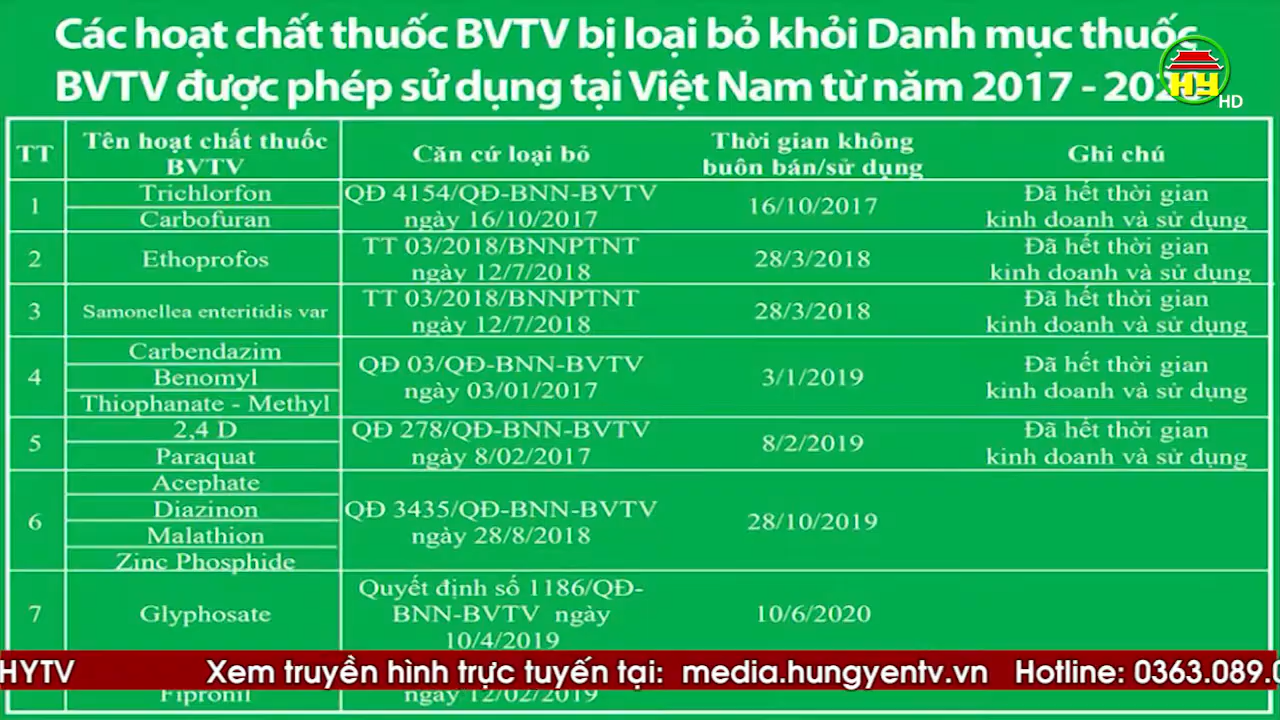 Các hoạt chất thuốc BVTV bị loại bỏ khỏi Danh mục thuốc
BVTV được phép sử dụng tại Việt Nam từ năm 2017 - 202
HY
HD
TT
Tên hoạt chất thuốc
BVTV
Căn cứ loại bỏ
Thời gian không
buôn bán/sử dụng
Ghi chú
1
Trichlorfon
Carbofuran
QĐ 4154/QĐ-BNN-BVTV
ngày 16/10/2017
16/10/2017
Đã hết thời gian
kinh doanh và sử dụng
2
Ethoprofos
TT 03/2018/BNNPTNT
ngày 12/7/2018
28/3/2018
Đã hết thời gian
kinh doanh và sử dụng
3
Samonellea enteritidis var
TT 03/2018/BNNPTNT
ngày 12/7/2018
28/3/2018
Đã hết thời gian
kinh doanh và sử dụng
4
Carbendazim
Benomyl
Thiophanate - Methyl
QĐ 03/QĐ-BNN-BVTV
ngày 03/01/2017
3/1/2019
Đã hết thời gian
kinh doanh và sử dụng
5
2,4 D
Paraquat
QĐ 278/QĐ-BNN-BVTV
ngày 8/02/2017
8/2/2019
Đã hết thời gian
kinh doanh và sử dụng
6
Acephate
Diazinon
Malathion
Zinc Phosphide
QĐ 3435/QĐ-BNN-BVTV
ngày 28/8/2018
28/10/2019
7
Glyphosate
Quyết định số 1186/QĐ-
BNN-BVTV ngày
10/4/2019
10/6/2020
HYTV Xem truyền hình trực tuyến tại: media.hungyentv.vn Hotline: 0363.089.0
Fipronil
ngày 12/02/2019